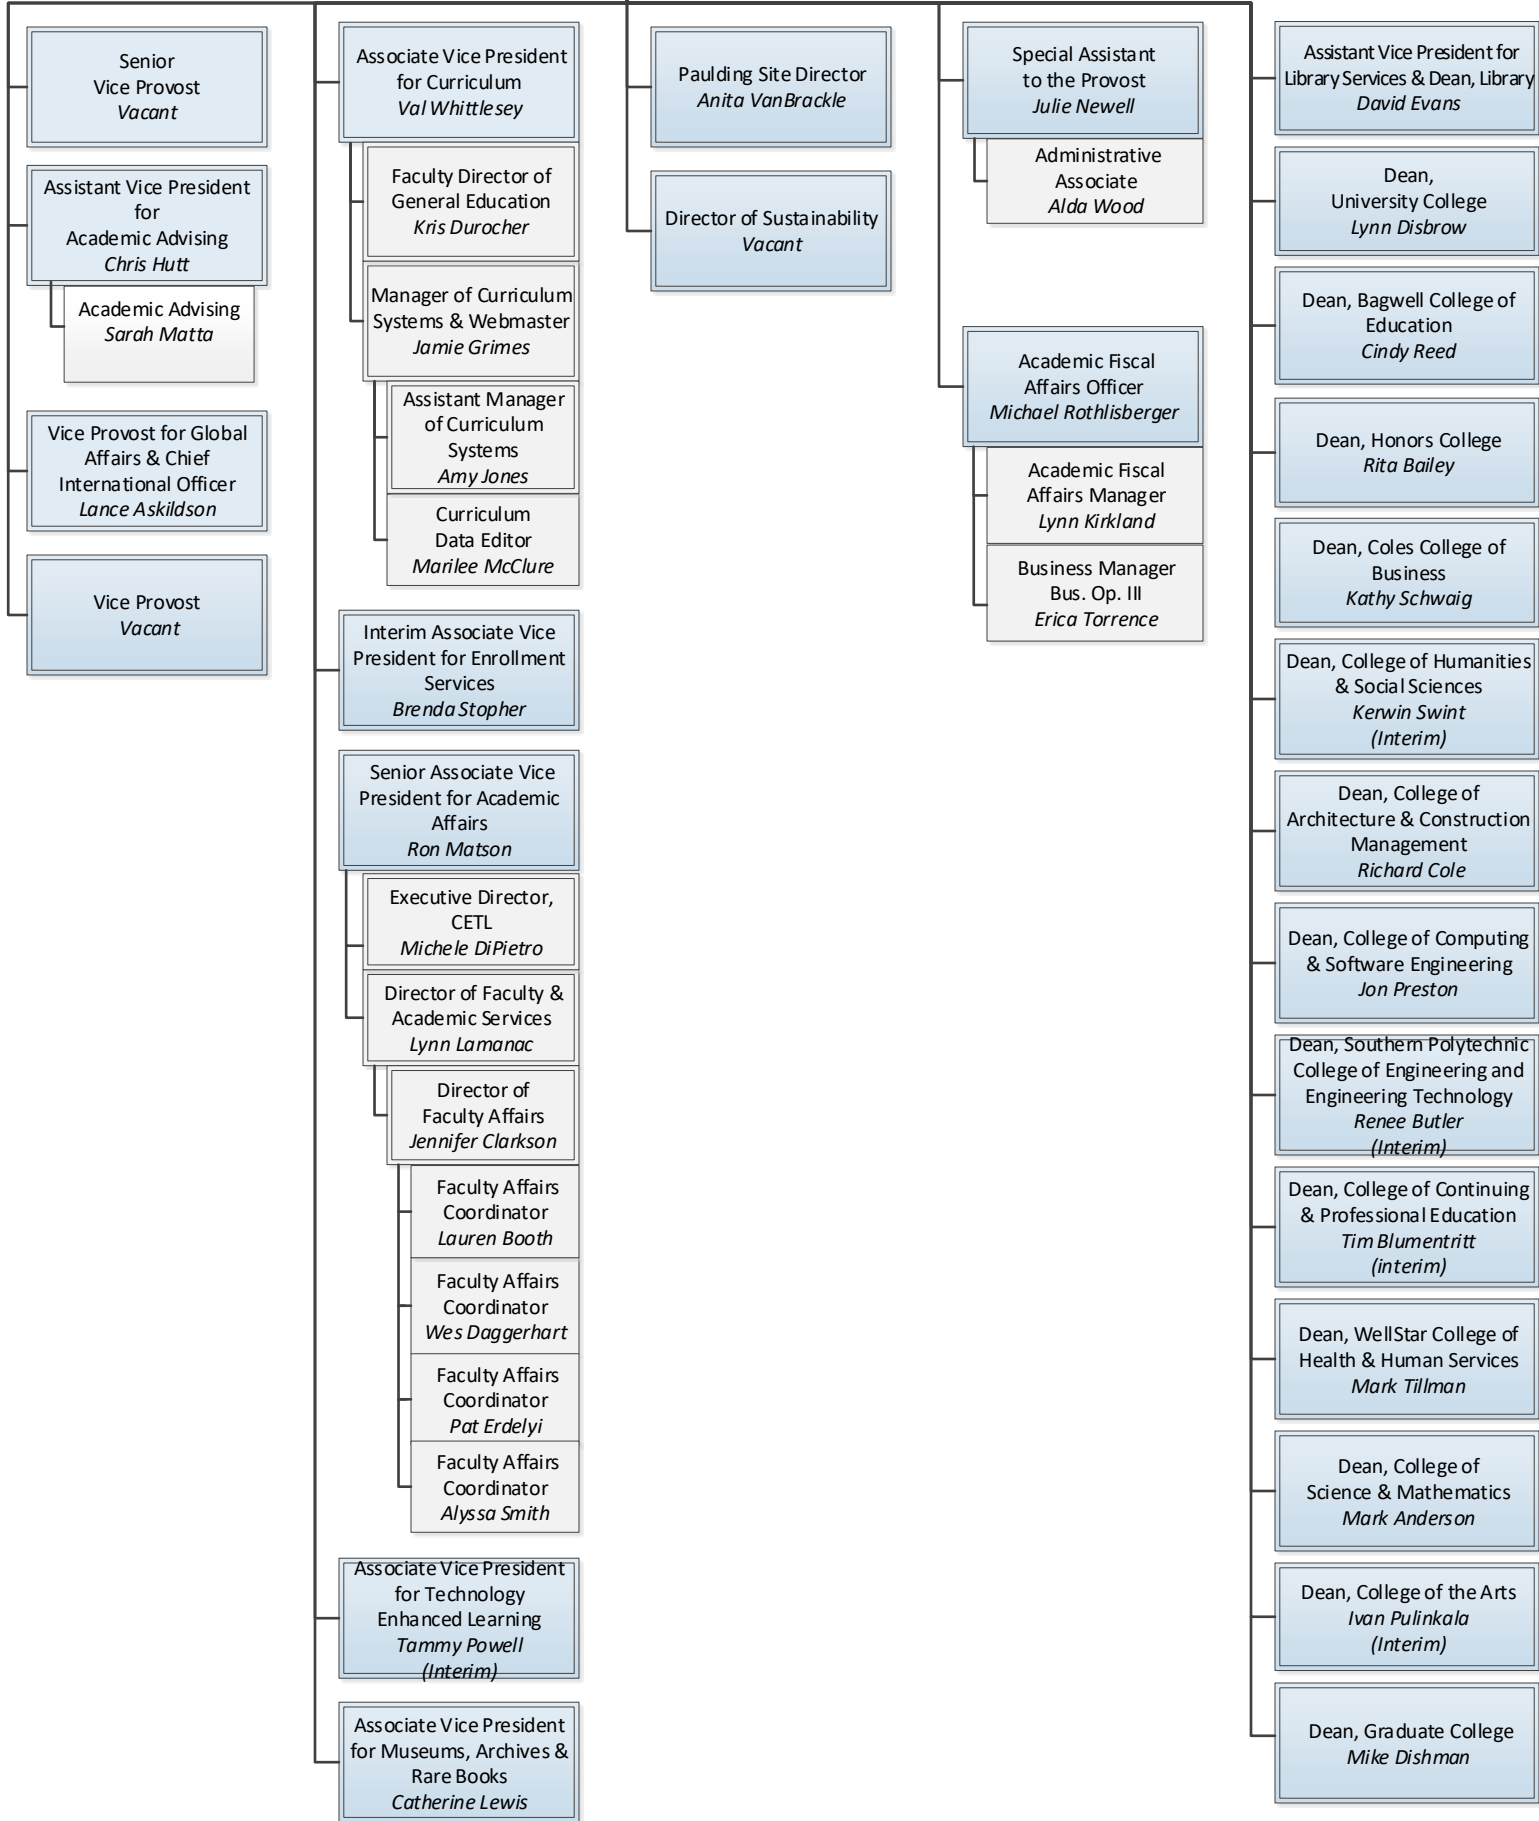 Senior
Vice Provost
Vacant
Assistant Vice President
for
Academic Advising
Chris Hutt
Academic Advising
Sarah Matta
Vice Provost for Global
Affairs & Chief
International Officer
Lance Askildson
Vice Provost
Vacant
Associate Vice President
for Curriculum
Val Whittlesey
Faculty Director of
General Education
Kris Durocher
Manager of Curriculum
Systems & Webmaster
Jamie Grimes
Assistant Manager
of Curriculum
Systems
Amy Jones
Curriculum
Data Editor
Marilee McClure
Interim Associate Vice
President for Enrollment
Services
Brenda Stopher
Senior Associate Vice
President for Academic
Affairs
Ron Matson
Executive Director,
CETL
Michele DiPietro
Director of Faculty &
Academic Services
Lynn Lamanac
Director of
Faculty Affairs
Jennifer Clarkson
Faculty Affairs
Coordinator
Lauren Booth
Faculty Affairs
Coordinator
Wes Daggerhart
Faculty Affairs
Coordinator
Pat Erdelyi
Faculty Affairs
Coordinator
Alyssa Smith
Associate Vice President
for Technology
Enhanced Learning
Tammy Powell
(Interim)
Associate Vice President
for Museums, Archives &
Rare Books
Catherine Lewis
Paulding Site Director
Anita VanBrackle
Director of Sustainability
Vacant
Special Assistant
to the Provost
Julie Newell
Administrative
Associate
Alda Wood
Academic Fiscal
Affairs Officer
Michael Rothlisberger
Academic Fiscal
Affairs Manager
Lynn Kirkland
Business Manager
Bus. Op. III
Erica Torrence
Assistant Vice President for
Library Services & Dean, Library
David Evans
Dean,
University College
Lynn Disbrow
Dean, Bagwell College of
Education
Cindy Reed
Dean, Honors College
Rita Bailey
Dean, Coles College of
Business
Kathy Schwaig
Dean, College of Humanities
& Social Sciences
Kerwin Swint
(Interim)
Dean, College of
Architecture & Construction
Management
Richard Cole
Dean, College of Computing
& Software Engineering
Jon Preston
Dean, Southern Polytechnic
College of Engineering and
Engineering Technology
Renee Butler
(Interim)
Dean, College of Continuing
& Professional Education
Tim Blumentritt
(interim)
Dean, WellStar College of
Health & Human Services
Mark Tillman
Dean, College of
Science & Mathematics
Mark Anderson
Dean, College of the Arts
Ivan Pulinkala
(Interim)
Dean, Graduate College
Mike Dishman